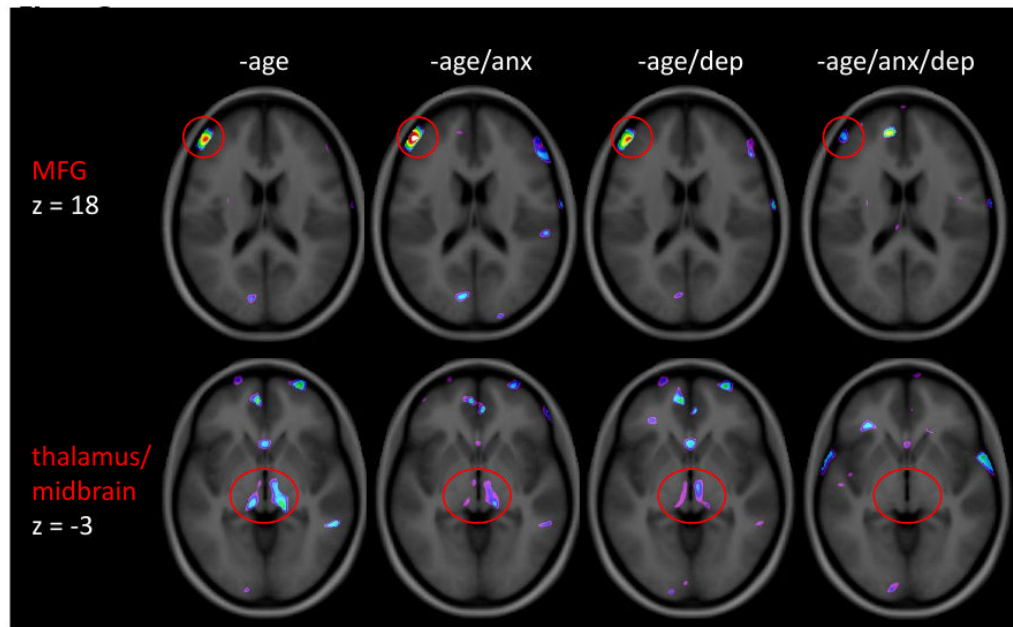 -age
-age/anx
-age/dep
-age/anx/dep
MFG
z = 18
thalamus/
midbrain
z = -3